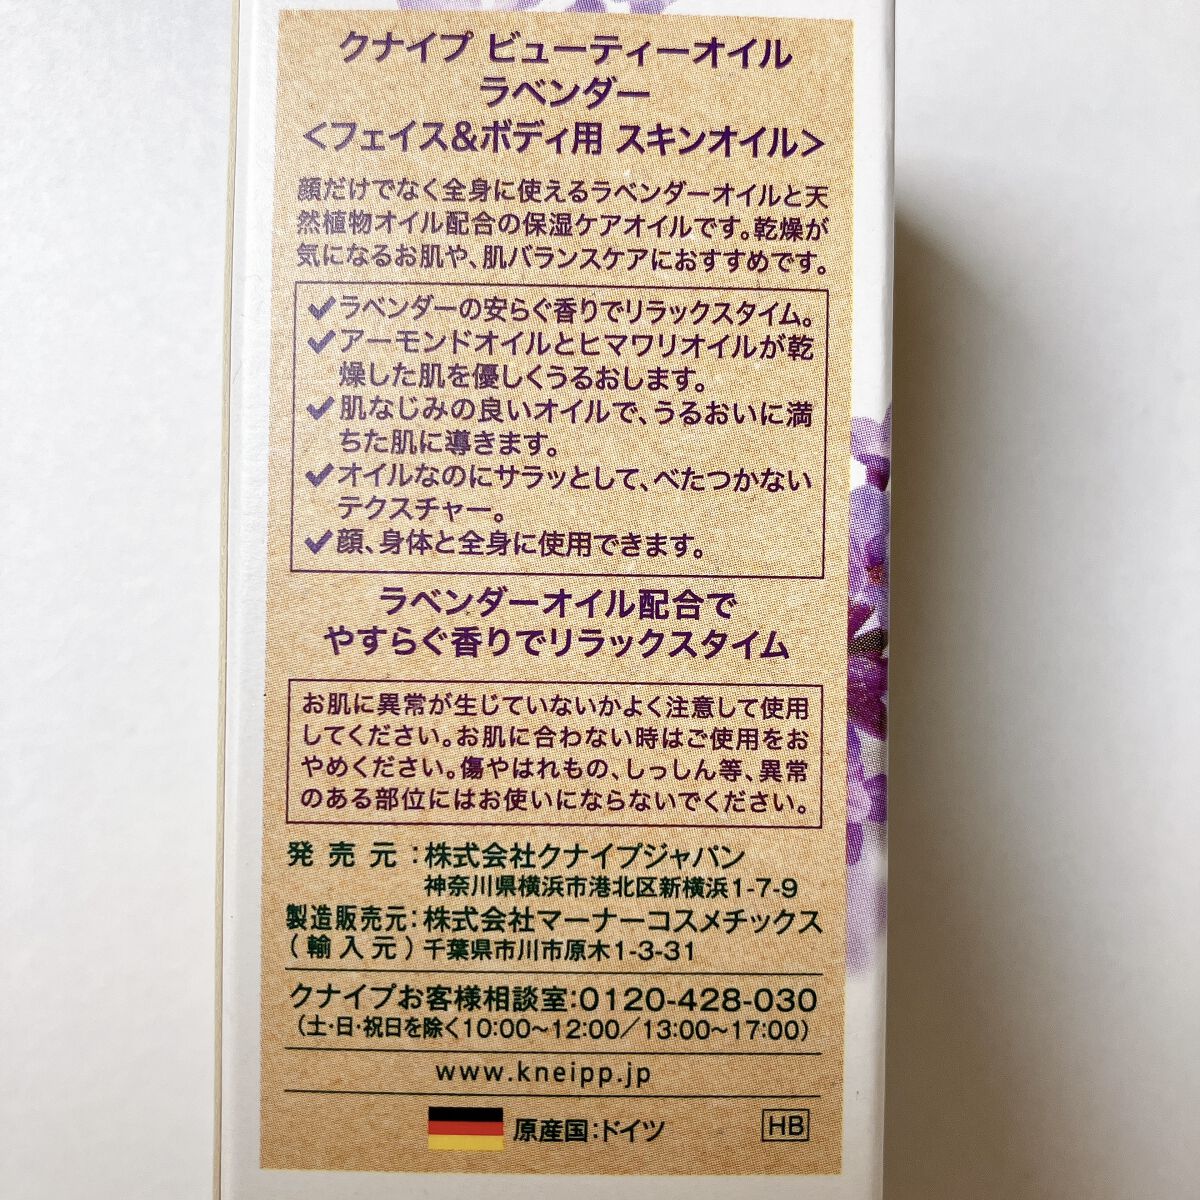 クナイプ ビューティーオイル
ラベンダー
＜フェイス&ボディ用 スキンオイル＞
顔だけでなく全身に使えるラベンダーオイルと天
然植物オイル配合の保湿ケアオイルです。乾燥が
気になるお肌や、肌バランスケアにおすすめです。
✓ラベンダーの安らぐ香りでリラックスタイム。
✓アーモンドオイルとヒマワリオイルが乾
燥した肌を優しくうるおします。
✓肌なじみの良いオイルで、うるおいに満
ちた肌に導きます。
✓オイルなのにサラッとして、べたつかない
テクスチャー。
✓顔、身体と全身に使用できます。
ラベンダーオイル配合で
やすらぐ香りでリラックスタイム
お肌に異常が生じていないかよく注意して使用
してください。お肌に合わない時はご使用をお
やめください。傷やはれもの、しっしん等、異常
のある部位にはお使いにならないでください。
発売元：株式会社クナイプジャパン
神奈川県横浜市港北区新横浜1-7-9
製造販売元：株式会社マーナーコスメチックス
（輸入元）千葉県市川市原木1-3-31
クナイプお客様相談室：0120-428-030
（土・日・祝日を除く10:00〜12:00／13:00〜17:00）
www.kneipp.jp
原産国：ドイツ HB